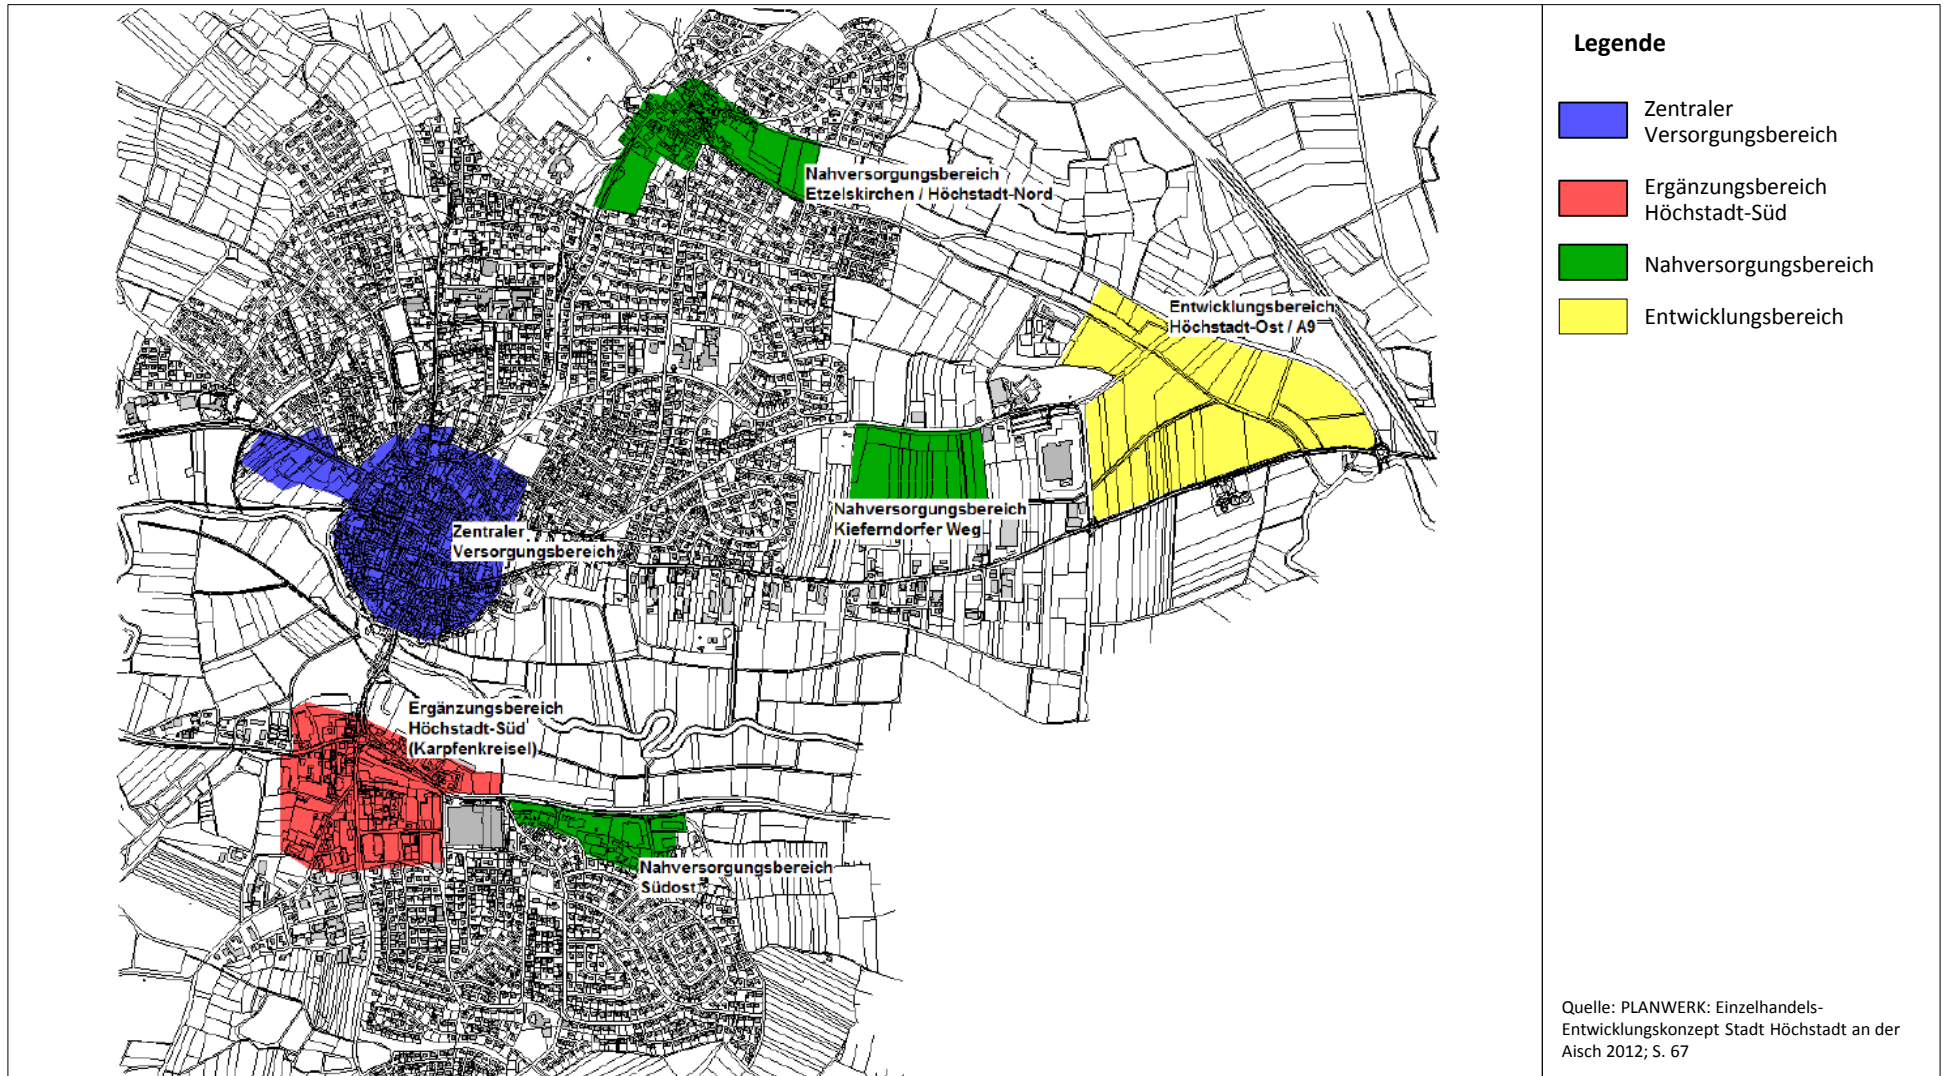 Legende
Zentraler
Versorgungsbereich
Ergänzungsbereich
Höchstadt-Süd
Nahversorgungsbereich
Entwicklungsbereich
Nahversorgungsbereich
Etzelskirchen / Höchstadt-Nord
Entwicklungsbereich
Höchstadt-Ost / A9
Nahversorgungsbereich
Kieferndorfer Weg
Zentraler
Versorgungsbereich
Ergänzungsbereich
Höchstadt-Süd
(Karpfenkreisel)
Nahversorgungsbereich
Südost
Quelle: PLANWERK: Einzelhandels-
Entwicklungskonzept Stadt Höchstadt an der
Aisch 2012; S. 67